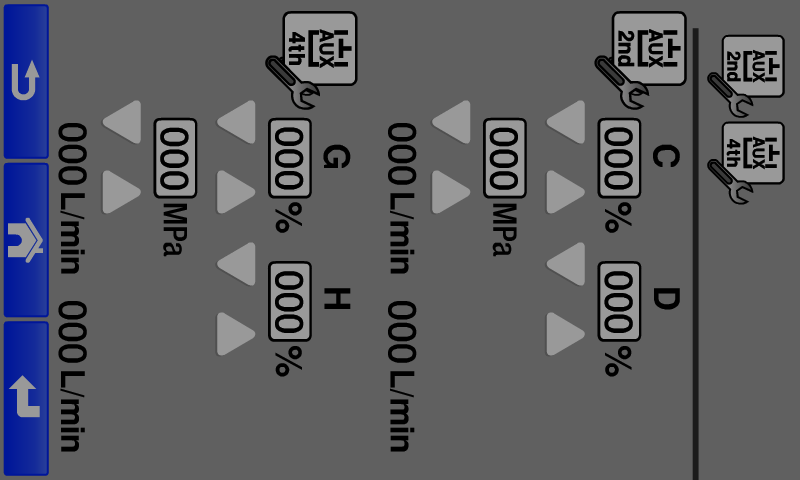 AUX AUX
2nd 4th
AUX
2nd
C D
000 % 000 %
000 MPa
000 L/min 000 L/min
AUX
4th
G H
000 % 000 %
000 MPa
000 L/min 000 L/min